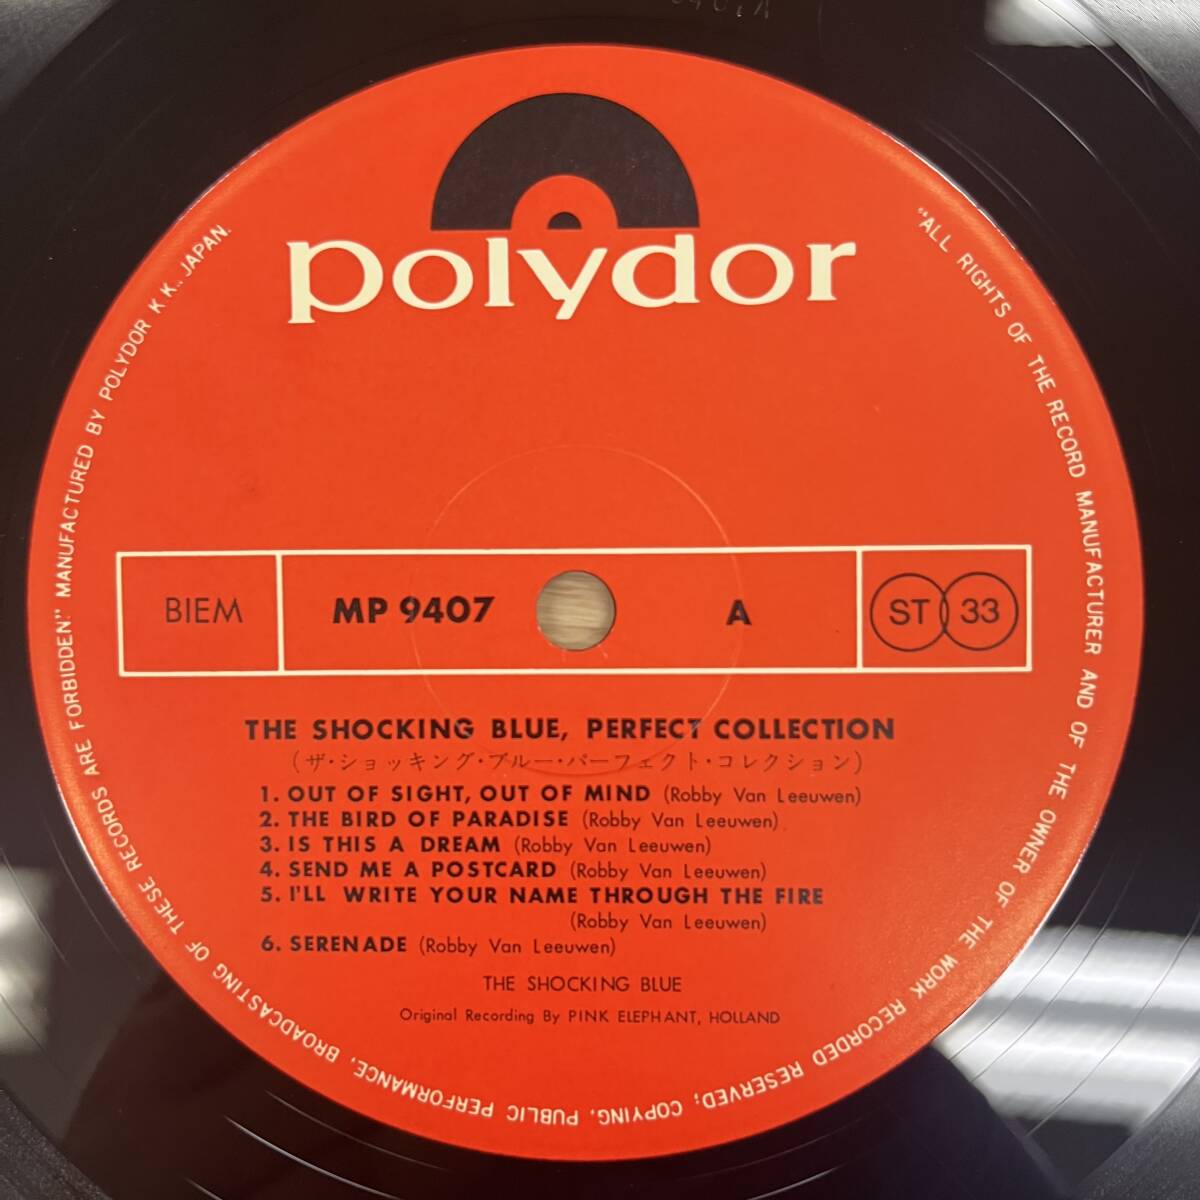 polydor
BIEM
MP 9407
A
ST 33
THE SHOCKING BLUE, PERFECT COLLECTION
(ザ・ショッキング・ブルー・パーフェクト・コレクション)
1. OUT OF SIGHT, OUT OF MIND (Robby Van Leeuwen)
2. THE BIRD OF PARADISE (Robby Van Leeuwen)
3. IS THIS A DREAM (Robby Van Leeuwen)
4. SEND ME A POSTCARD (Robby Van Leeuwen)
5. I'LL WRITE YOUR NAME THROUGH THE FIRE
(Robby Van Leeuwen)
6. SERENADE (Robby Van Leeuwen)
THE SHOCKING BLUE
Original Recording By PINK ELEPHANT, HOLLAND
"ALL RIGHTS OF THE RECORD MANUFACTURER AND OF THE OWNER OF THE WORK RECORDED RESERVED; COPYING, PUBLIC PERFORMANCE, BROADCASTING OF THESE RECORDS ARE FORBIDDEN." MANUFACTURED BY POLYDOR K K., JAPAN.